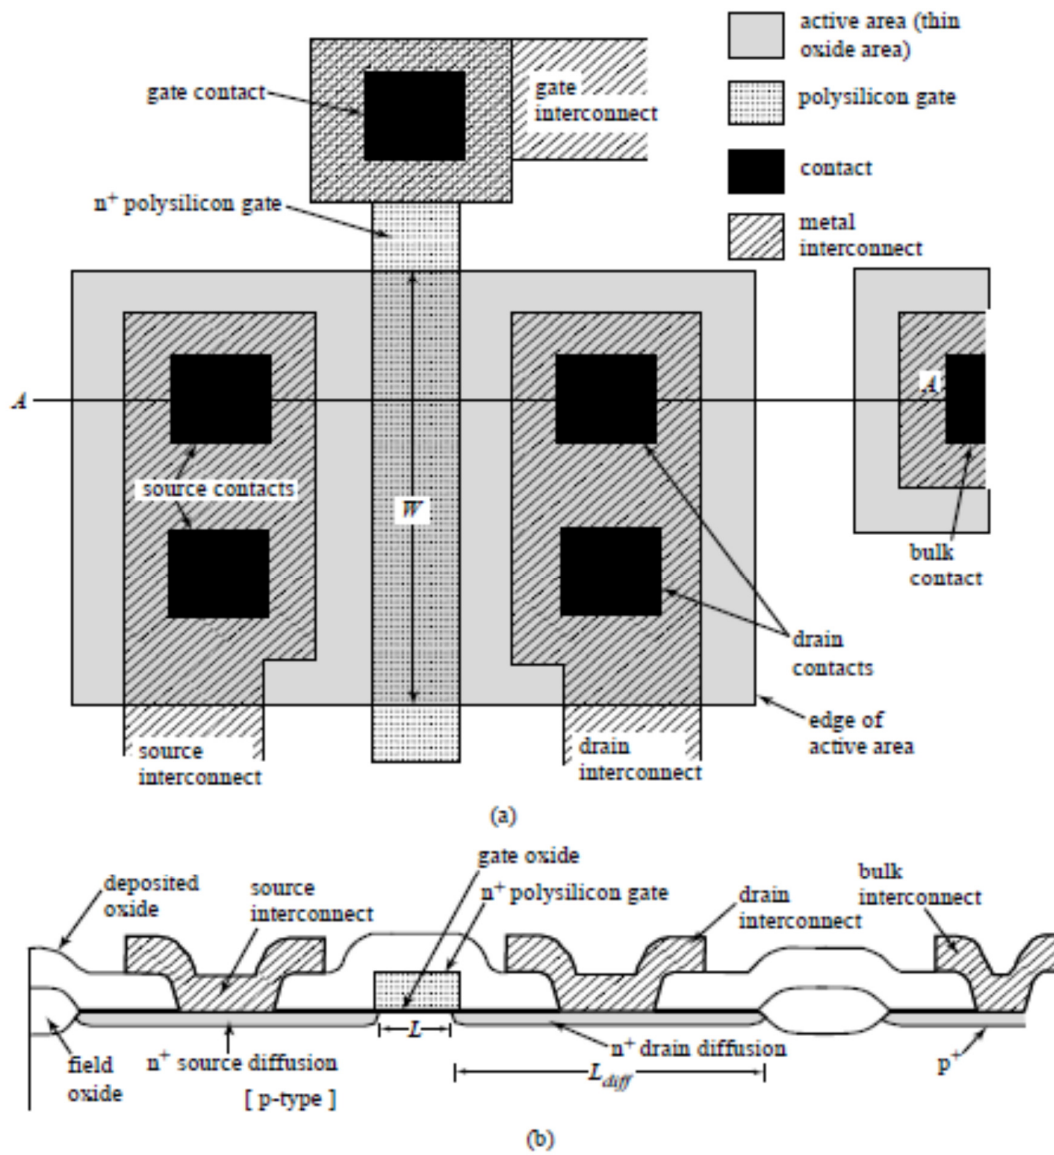 active area (thin
oxide area)
gate contact
gate
interconnect
polysilicon gate
contact
n+ polysilicon gate
metal
interconnect
A
A
source contacts
W
bulk
contact
drain
contacts
edge of
active area
source
interconnect
drain
interconnect
(a)
gate oxide
deposited
oxide
source
interconnect
n+ polysilicon gate
drain
interconnect
bulk
interconnect
L
field
oxide
n+ source diffusion
n+ drain diffusion
p+
Ldiff
[ p-type ]
(b)